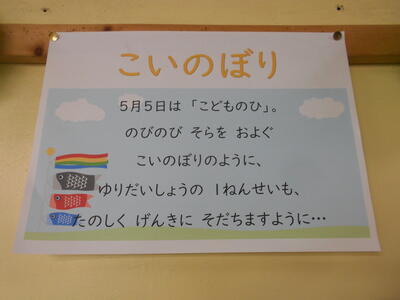 こいのぼり
5月5日は「こどものひ」。
のびのび そらを およぐ
こいのぼりのように、
ゆりだいしょうの 1ねんせいも、
たのしく げんきに そだちますように…